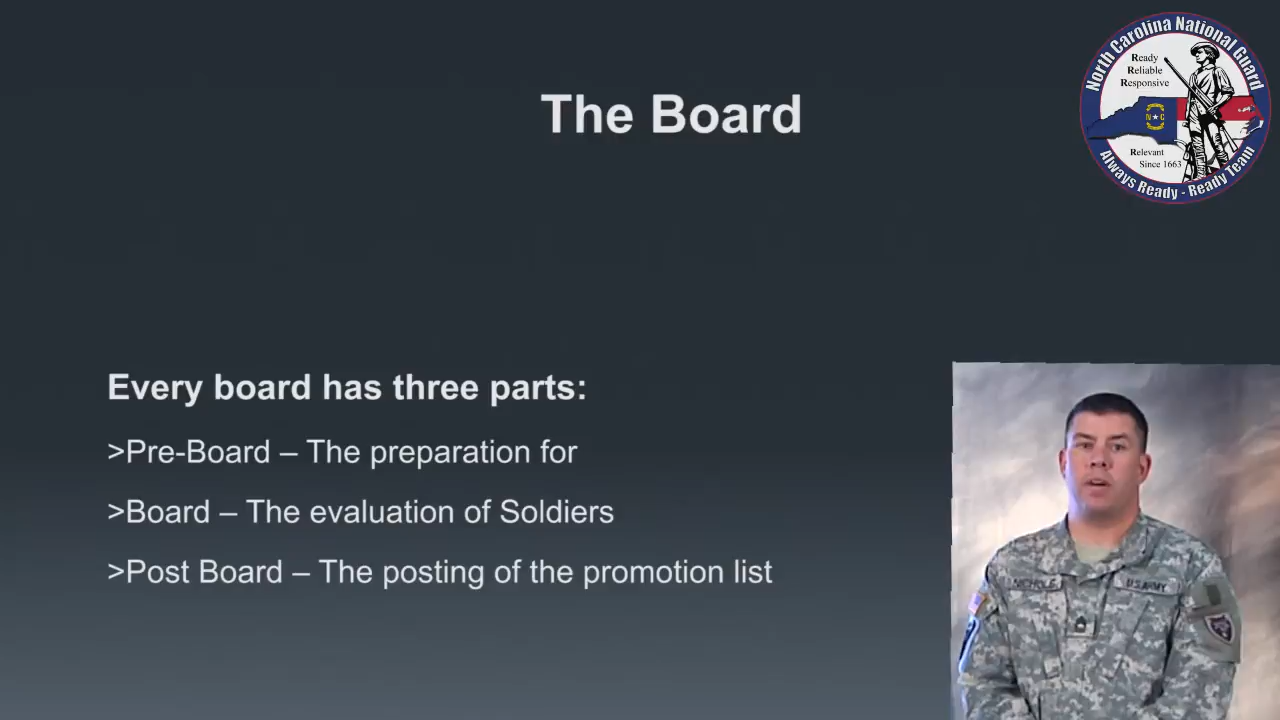 The Board
North Carolina National Guard
Ready
Reliable
Responsive
N C
Relevant
Since 1663
Always Ready - Ready Team
Every board has three parts:
>Pre-Board – The preparation for
>Board – The evaluation of Soldiers
>Post Board – The posting of the promotion list
U.S. ARMY